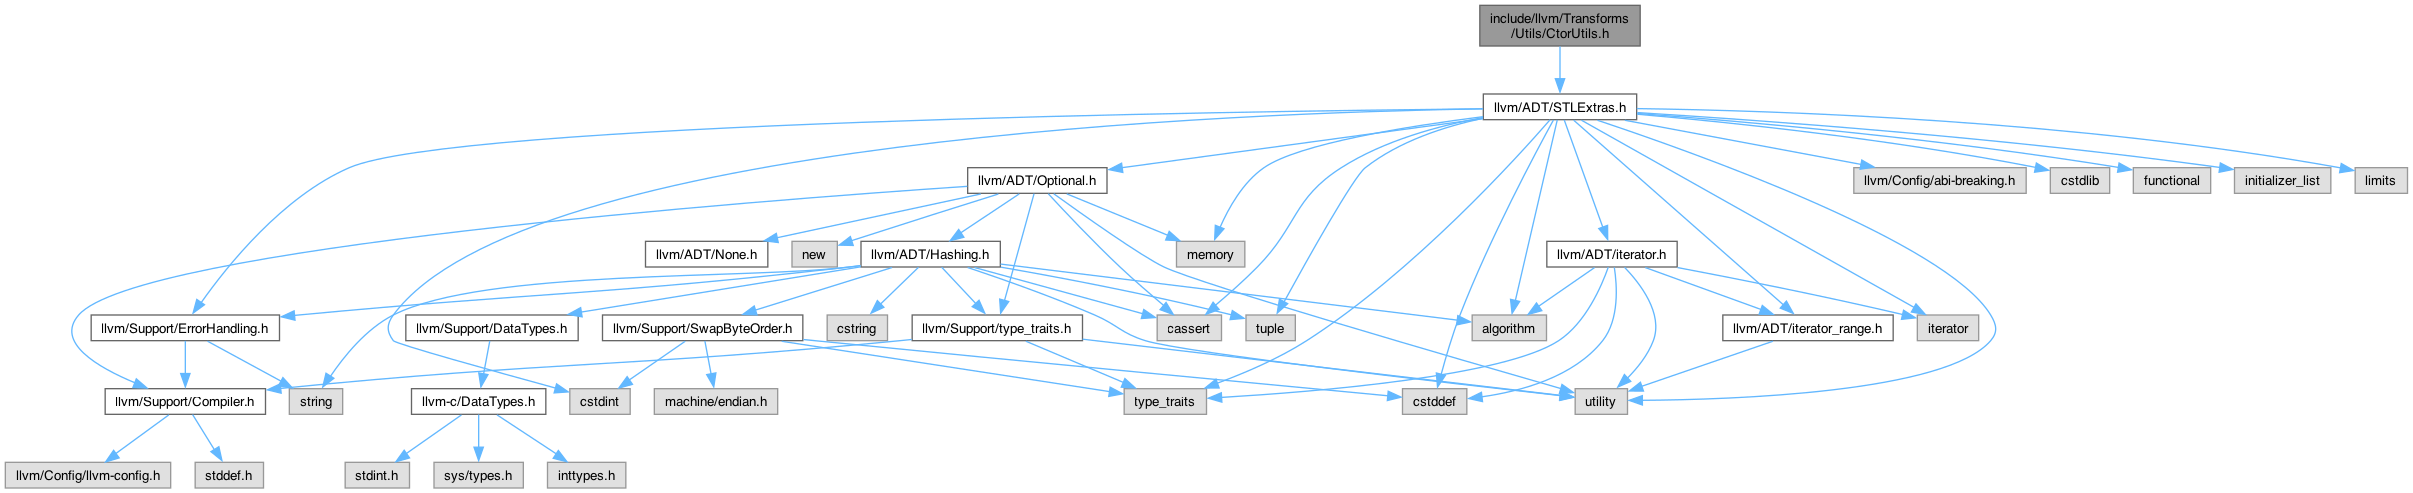 include/llvm/Transforms
/Utils/CtorUtils.h
llvm/ADT/STLExtras.h
llvm/ADT/Optional.h
llvm/Config/abi-breaking.h
cstdlib
functional
initializer_list
limits
llvm/ADT/None.h
new
llvm/ADT/Hashing.h
memory
llvm/ADT/iterator.h
llvm/Support/ErrorHandling.h
llvm/Support/DataTypes.h
llvm/Support/SwapByteOrder.h
cstring
llvm/Support/type_traits.h
cassert
tuple
algorithm
llvm/ADT/iterator_range.h
iterator
llvm/Support/Compiler.h
string
llvm-c/DataTypes.h
cstdint
machine/endian.h
type_traits
cstddef
utility
llvm/Config/llvm-config.h
stddef.h
stdint.h
sys/types.h
inttypes.h